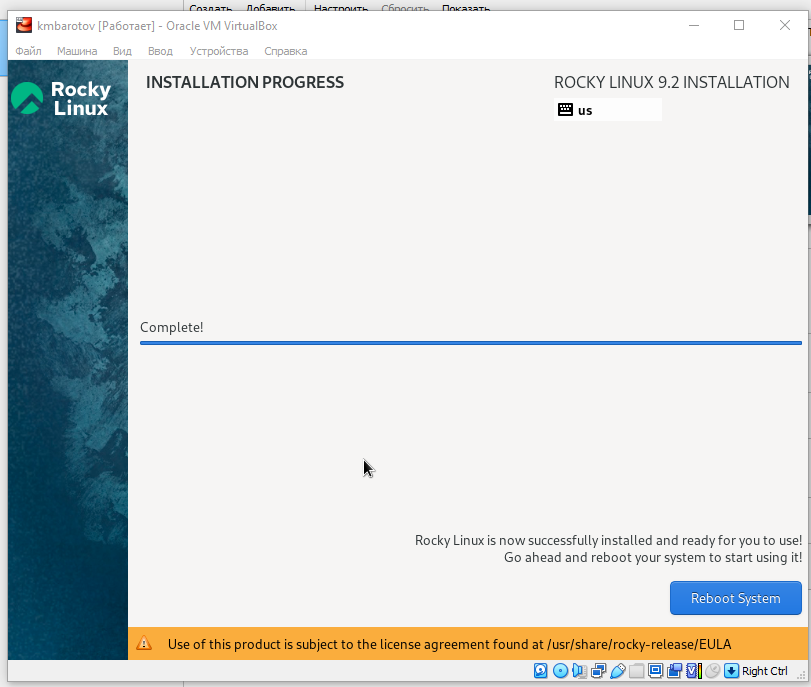 Создать Добавить Настроить Сбросить Показать
kmbarotov [Работает] - Oracle VM VirtualBox
Файл Машина Вид Ввод Устройства Справка
Rocky
Linux
INSTALLATION PROGRESS
ROCKY LINUX 9.2 INSTALLATION
us
Complete!
Rocky Linux is now successfully installed and ready for you to use!
Go ahead and reboot your system to start using it!
Reboot System
Use of this product is subject to the license agreement found at /usr/share/rocky-release/EULA
Right Ctrl